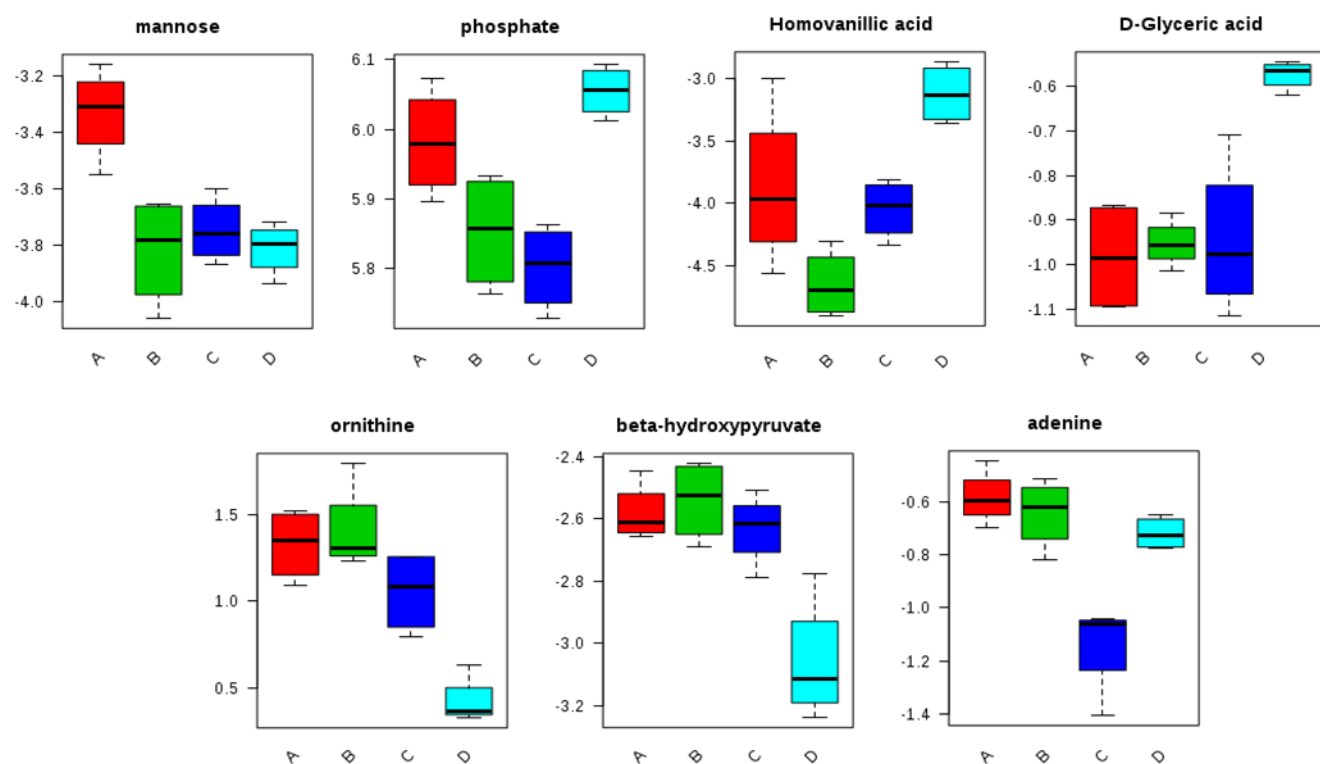 mannose
-3.2
-3.4
-3.6
-3.8
-4.0
A B C D
phosphate
6.1
6.0
5.9
5.8
A B C D
Homovanillic acid
-3.0
-3.5
-4.0
-4.5
A B C D
D-Glyceric acid
-0.6
-0.7
-0.8
-0.9
-1.0
-1.1
A B C D
ornithine
1.5
1.0
0.5
A B C D
beta-hydroxypyruvate
-2.4
-2.6
-2.8
-3.0
-3.2
A B C D
adenine
-0.6
-0.8
-1.0
-1.2
-1.4
A B C D